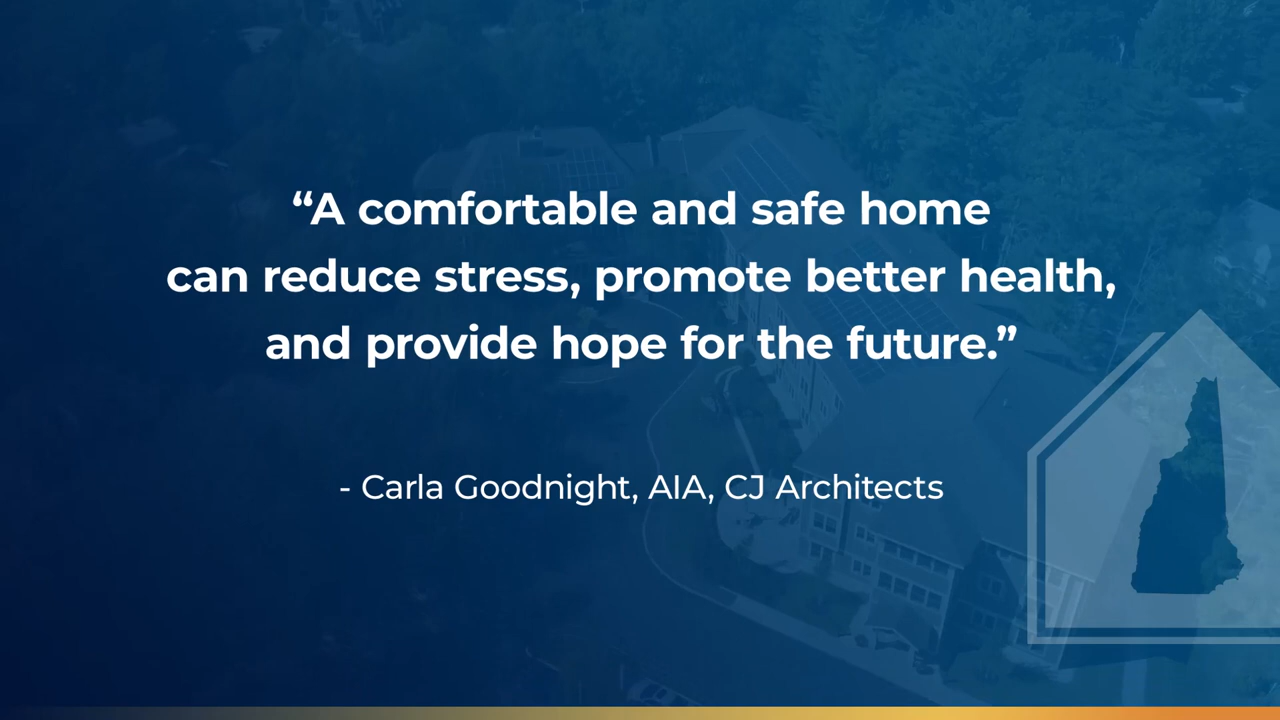 “A comfortable and safe home
can reduce stress, promote better health,
and provide hope for the future.”
- Carla Goodnight, AIA, CJ Architects